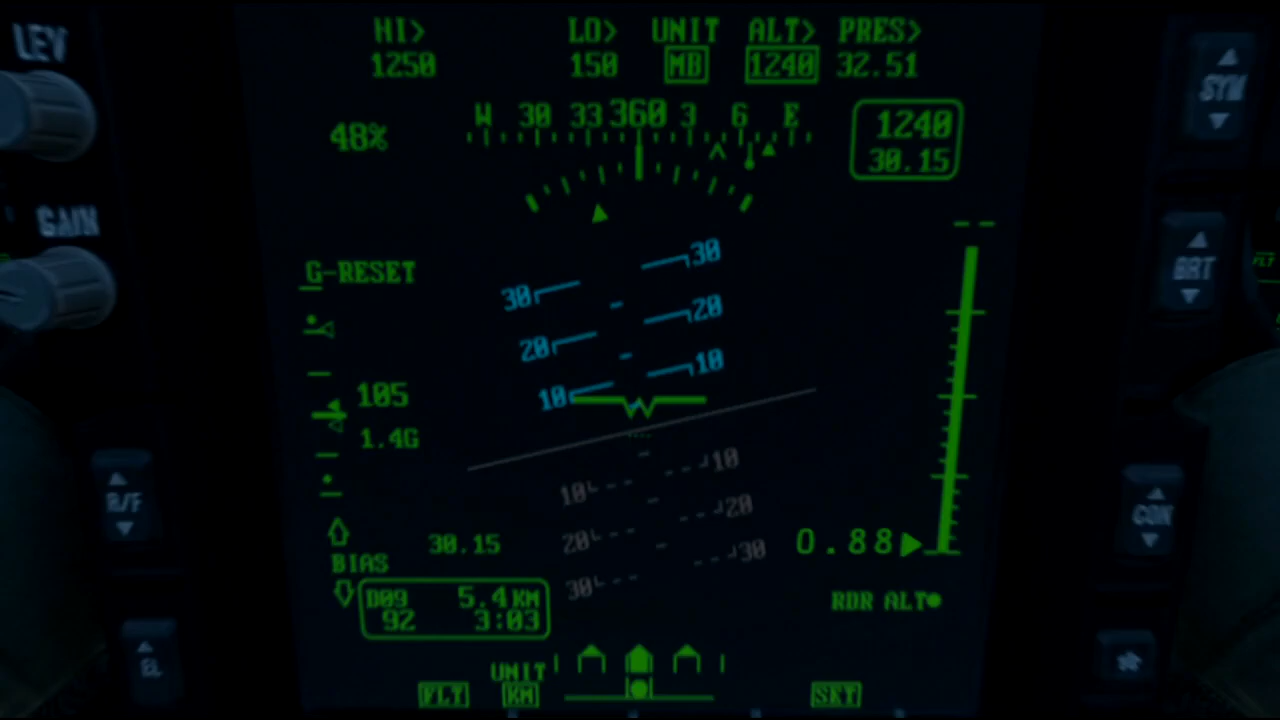 LEV
HI> LO> UNIT ALT> PRES>
1250 150 MB 1240 32.51
SYM
48%
W 30 33 360 3 6 E
1240
30.15
GAIN
G-RESET
BRT
FLT
30 30
20 20
10 10
105
1.4G
10 10
20 20
30 30
R/F
CON
30.15
0.88
BIAS
D09 5.4KM
92 3:03
RDR ALT
EL
UNIT
FLT KM SET